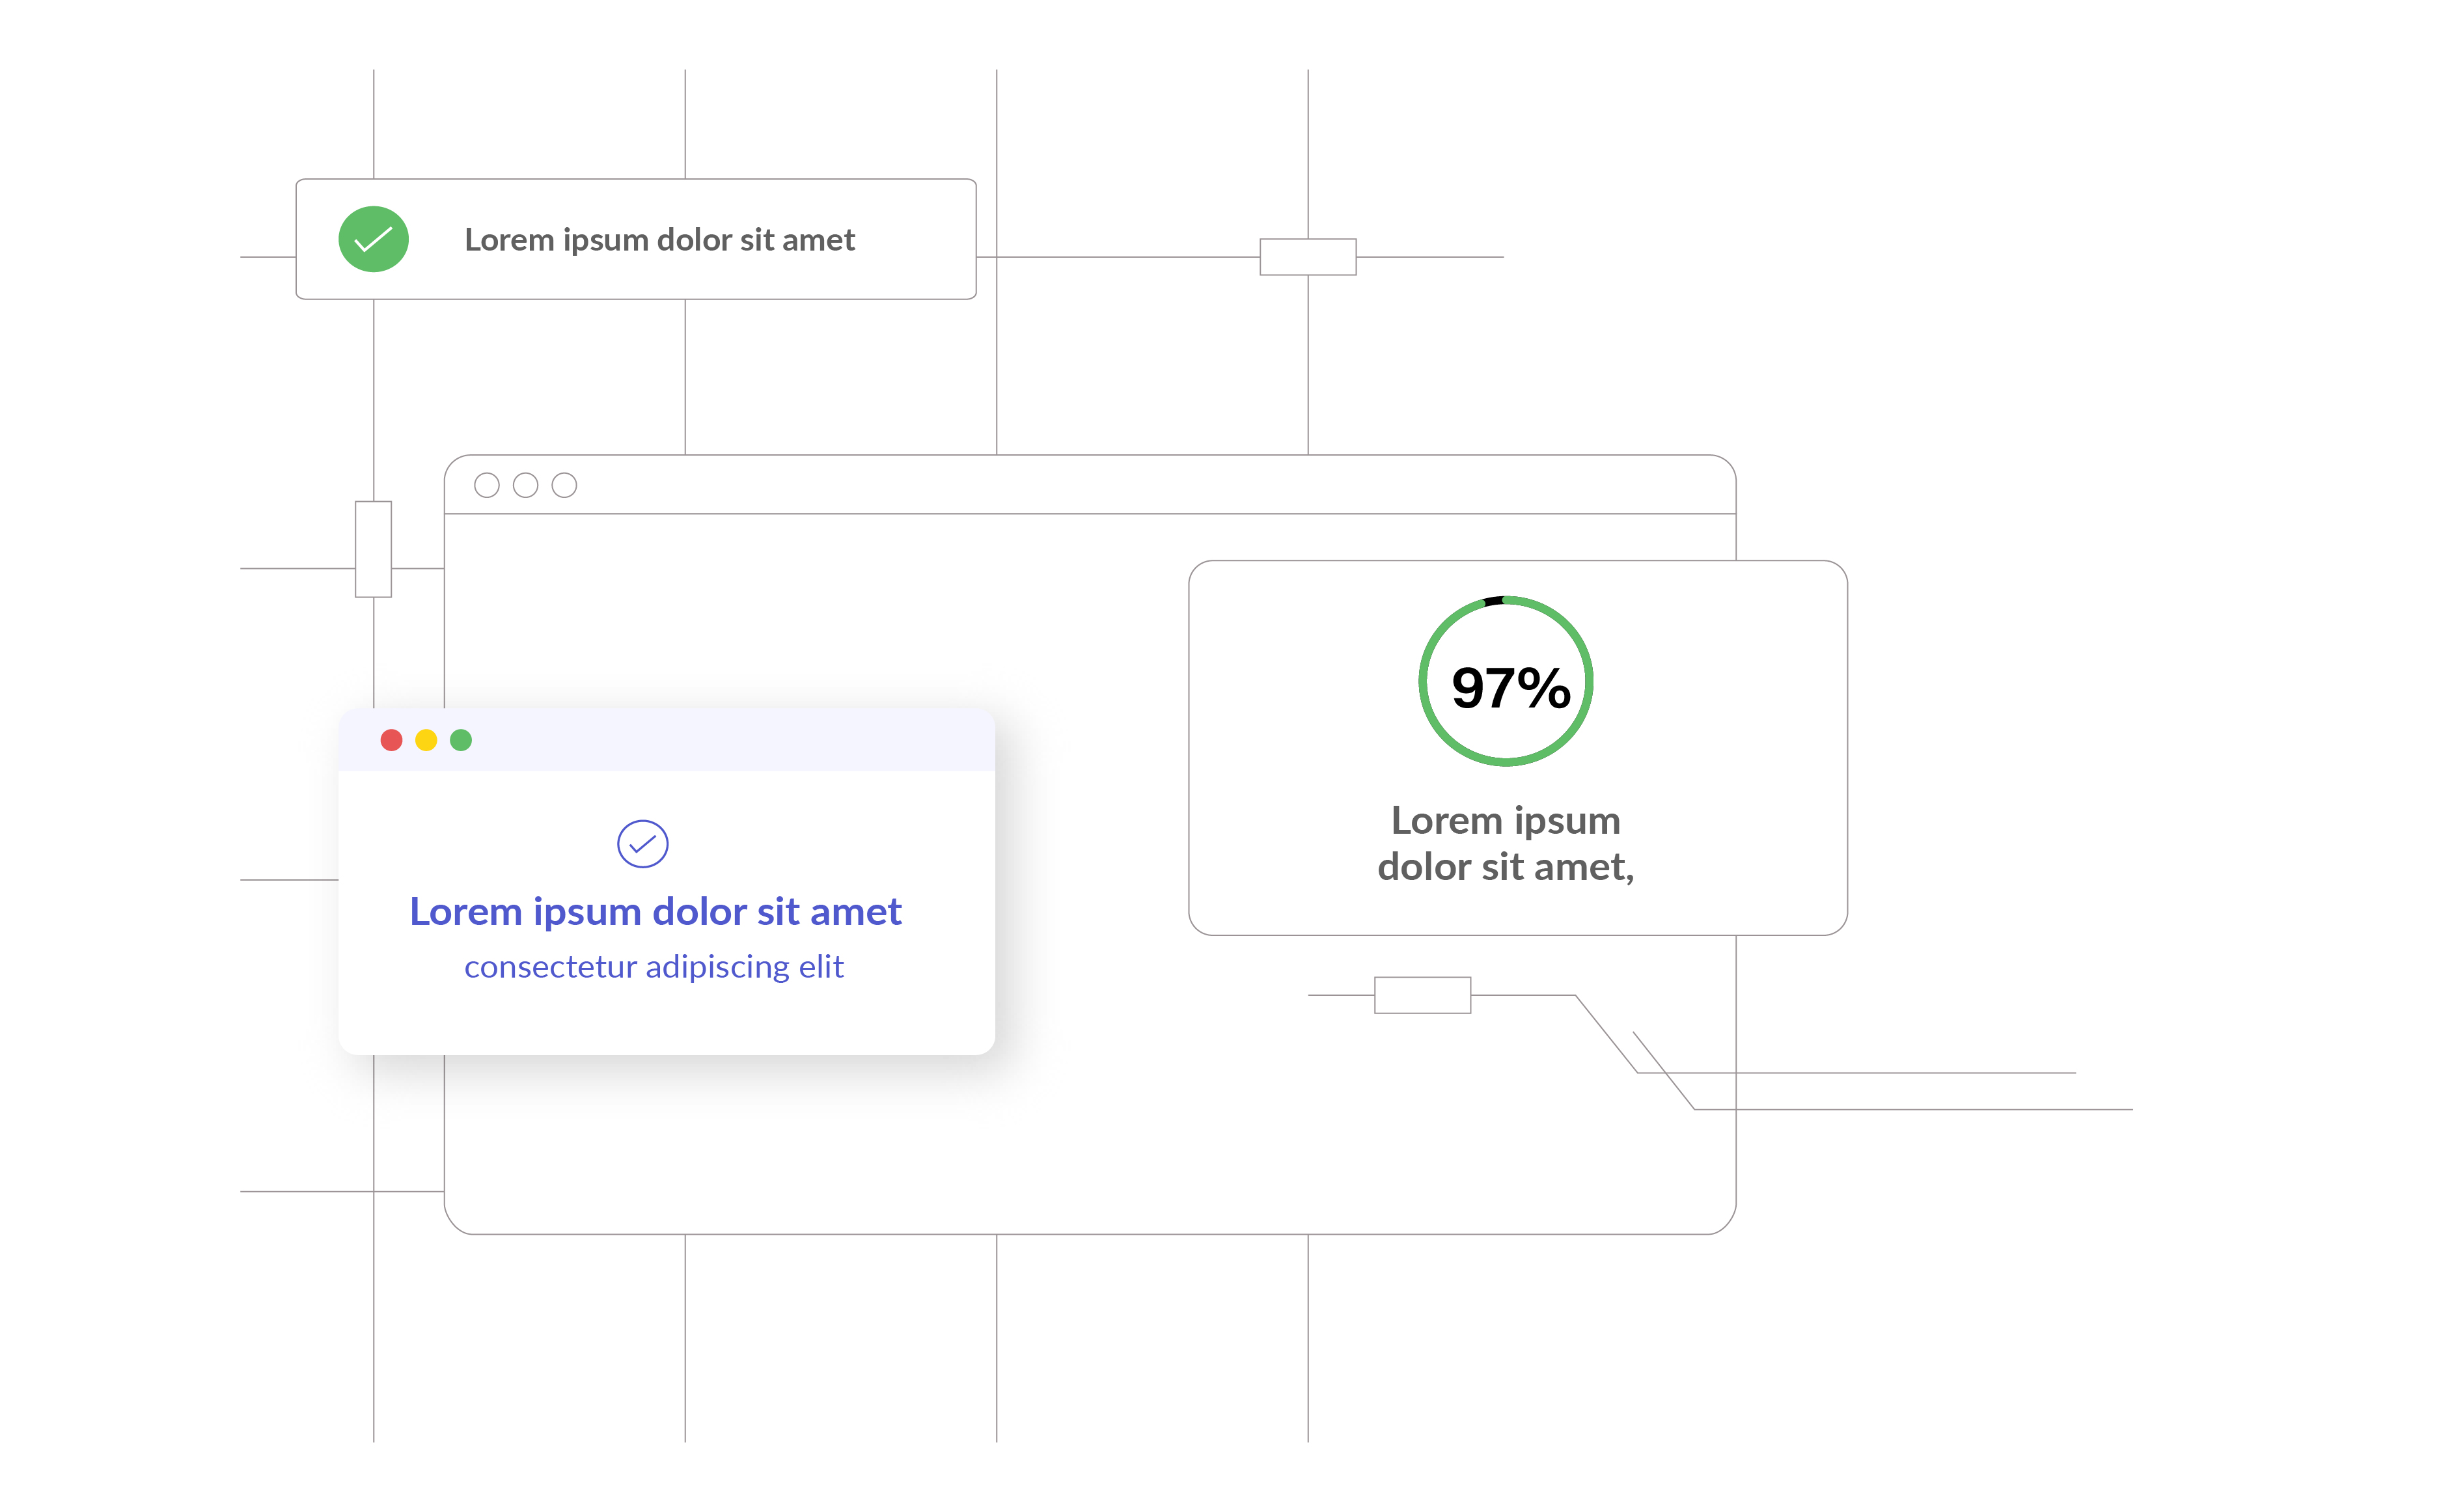 Lorem ipsum dolor sit amet
97%
Lorem ipsum
dolor sit amet,
Lorem ipsum dolor sit amet
consectetur adipiscing elit